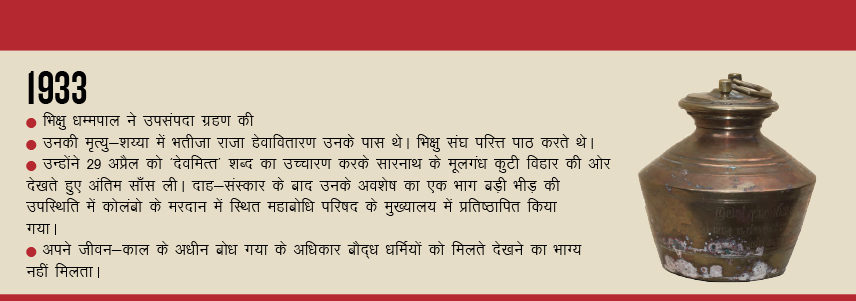 1933
● भिक्षु धम्मपाल ने उपसंपदा ग्रहण की
● उनकी मृत्यु–शय्या में भतीजा राजा हेवावितारण उनके पास थे। भिक्षु संघ परित्त पाठ करते थे।
● उन्होंने 29 अप्रैल को 'देवमित्त' शब्द का उच्चारण करके सारनाथ के मूलगंध कुटी विहार की ओर
देखते हुए अंतिम साँस ली। दाह–संस्कार के बाद उनके अवशेष का एक भाग बड़ी भीड़ की
उपस्थिति में कोलंबो के मरदान में स्थित महाबोधि परिषद के मुख्यालय में प्रतिष्ठापित किया
गया।
● अपने जीवन–काल के अधीन बोध गया के अधिकार बौद्ध धर्मियों को मिलते देखने का भाग्य
नहीं मिलता।